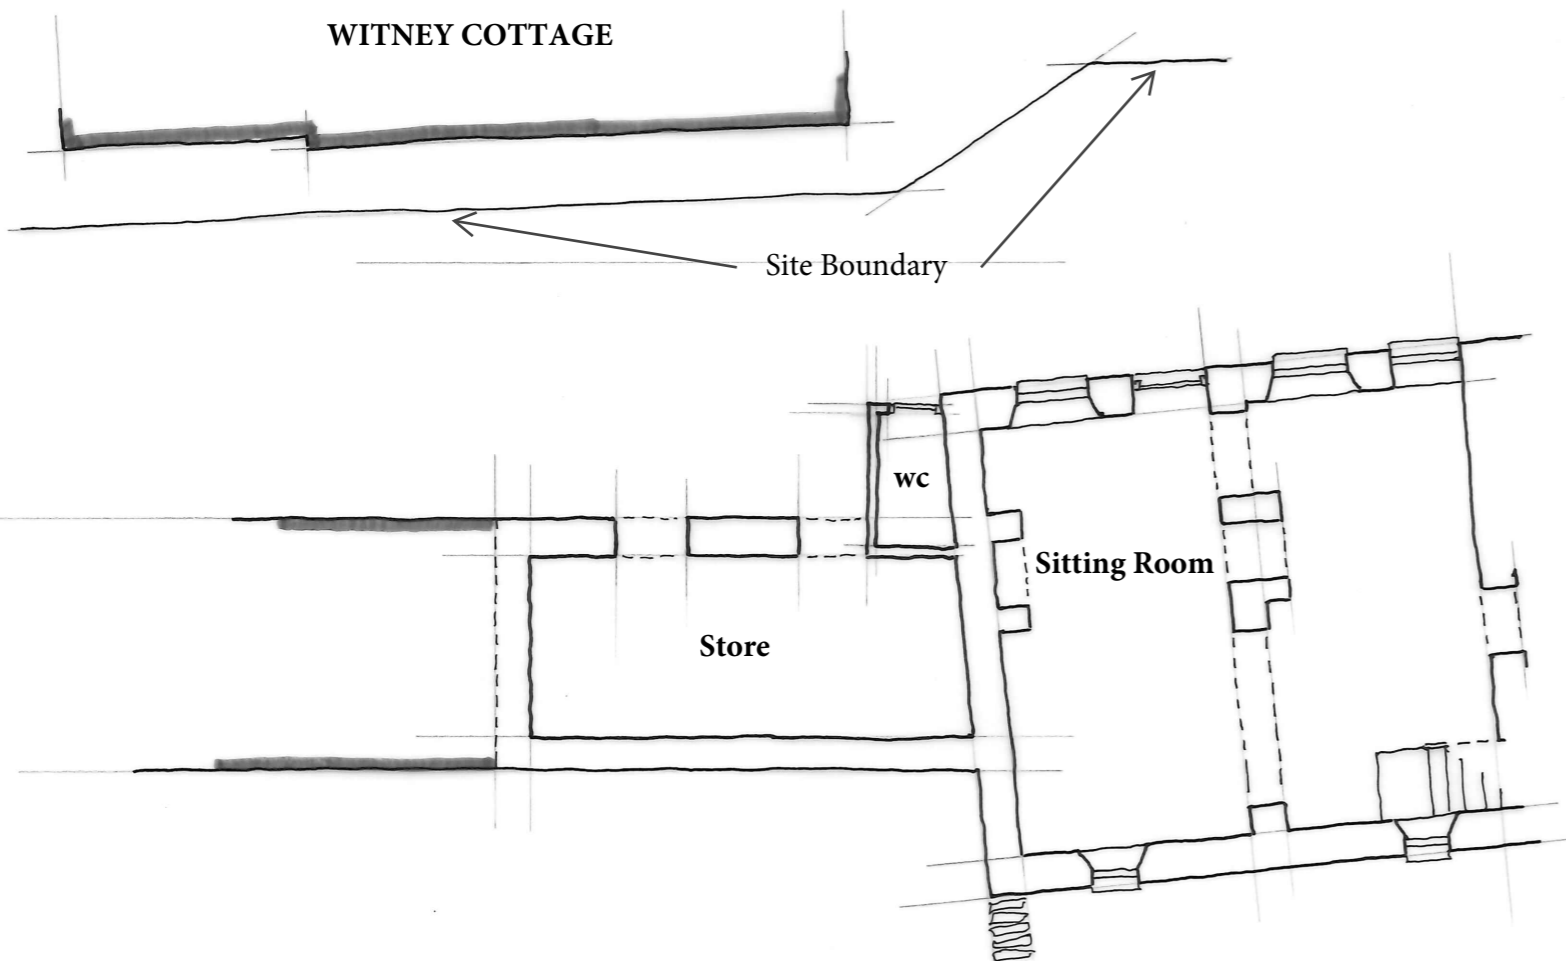 WITNEY COTTAGE
Site Boundary
wc
Sitting Room
Store